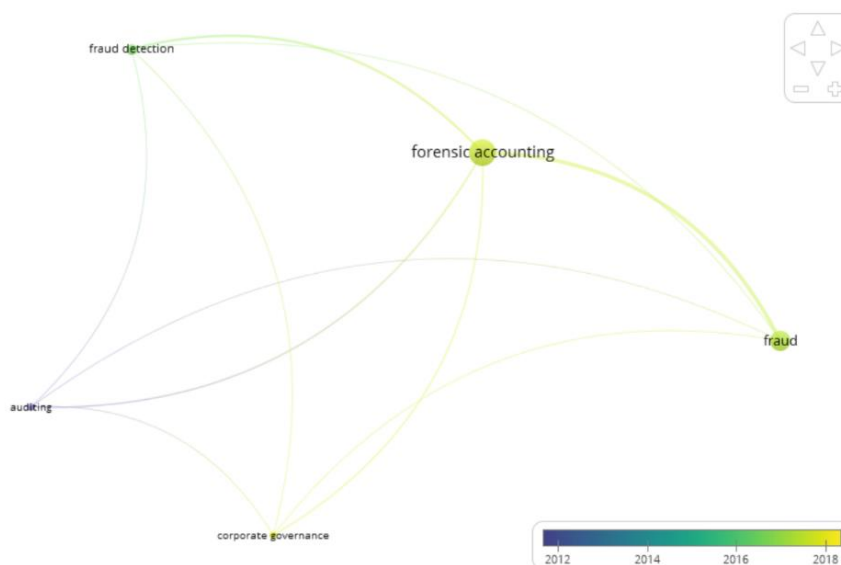 fraud detection
forensic accounting
fraud
auditing
corporate governance
2012 2014 2016 2018